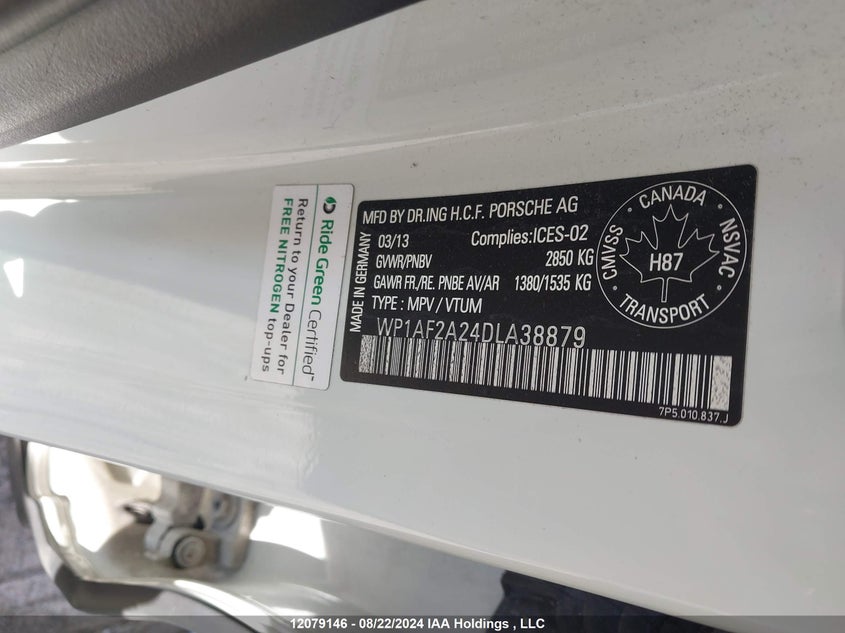 MFD BY DR.ING H.C.F. PORSCHE AG
MADE IN GERMANY
03/13 Complies:ICES-02
GVWR/PNBV 2850 KG
GAWR FR./RE. PNBE AV/AR 1380/1535 KG
TYPE : MPV / VTUM
WP1AF2A24DLA38879
7P5.010.837.J
CANADA
CMVSS
NSVAC
H87
TRANSPORT
Ride Green Certified™
Return to your Dealer for
FREE NITROGEN top-ups
12079146 - 08/22/2024 IAA Holdings , LLC